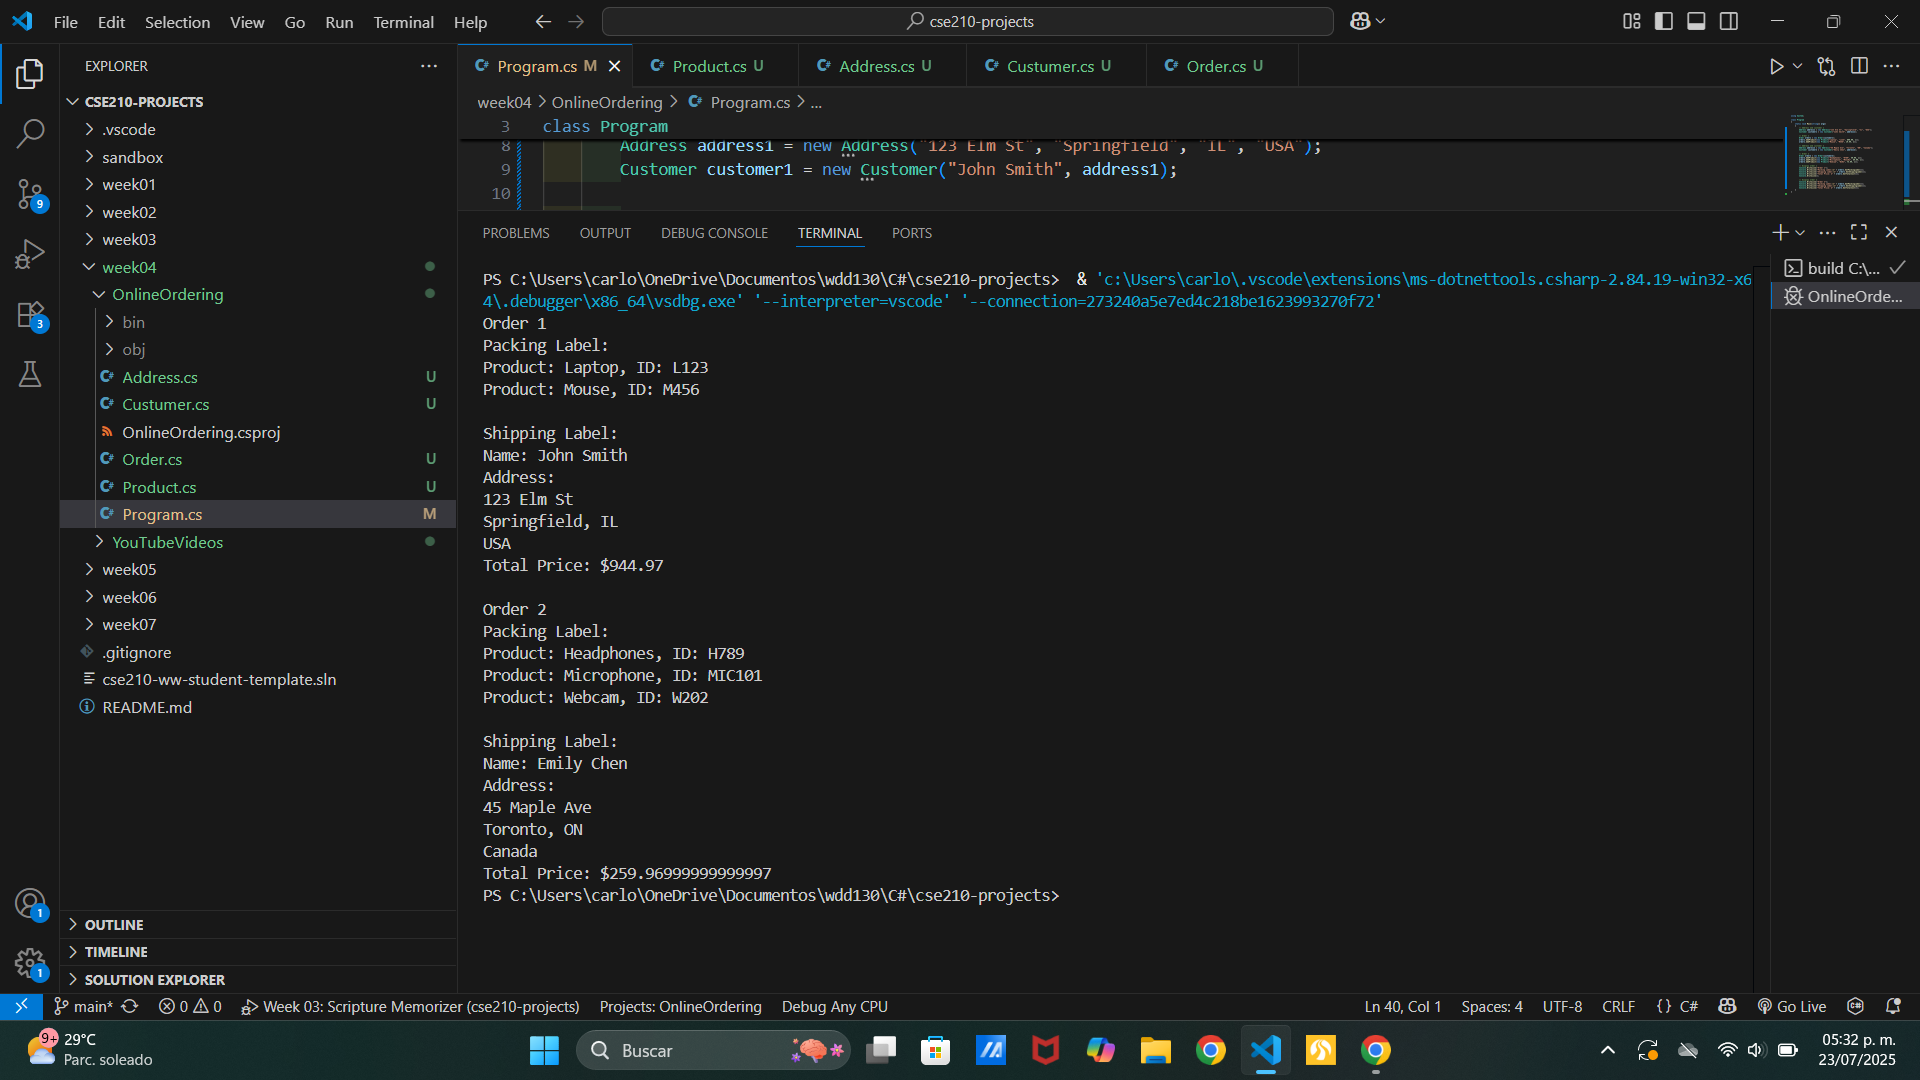 File Edit Selection View Go Run Terminal Help
cse210-projects
EXPLORER
CSE210-PROJECTS
.vscode
sandbox
week01
week02
week03
week04
OnlineOrdering
bin
obj
Address.cs U
Custumer.cs U
OnlineOrdering.csproj
Order.cs U
Product.cs U
Program.cs M
YouTubeVideos
week05
week06
week07
.gitignore
cse210-ww-student-template.sln
README.md
OUTLINE
TIMELINE
SOLUTION EXPLORER
9
3
1
1
Program.cs M Product.cs U Address.cs U Custumer.cs U Order.cs U
week04 > OnlineOrdering > Program.cs > ...
3 class Program
8 Address address1 = new Address("123 Elm St", "Springfield", "IL", "USA");
9 Customer customer1 = new Customer("John Smith", address1);
10
PROBLEMS OUTPUT DEBUG CONSOLE TERMINAL PORTS
PS C:\Users\carlo\OneDrive\Documentos\wdd130\C#\cse210-projects> & 'c:\Users\carlo\.vscode\extensions\ms-dotnettools.csharp-2.84.19-win32-x6
4\.debugger\x86_64\vsdbg.exe' '--interpreter=vscode' '--connection=273240a5e7ed4c218be1623993270f72'
Order 1
Packing Label:
Product: Laptop, ID: L123
Product: Mouse, ID: M456
Shipping Label:
Name: John Smith
Address:
123 Elm St
Springfield, IL
USA
Total Price: $944.97
Order 2
Packing Label:
Product: Headphones, ID: H789
Product: Microphone, ID: MIC101
Product: Webcam, ID: W202
Shipping Label:
Name: Emily Chen
Address:
45 Maple Ave
Toronto, ON
Canada
Total Price: $259.96999999999997
PS C:\Users\carlo\OneDrive\Documentos\wdd130\C#\cse210-projects>
build C:\...
OnlineOrde...
main* 0 0 Week 03: Scripture Memorizer (cse210-projects) Projects: OnlineOrdering Debug Any CPU
Ln 40, Col 1 Spaces: 4 UTF-8 CRLF {} C# Go Live
9+
29°C
Parc. soleado
Buscar
05:32 p. m.
23/07/2025